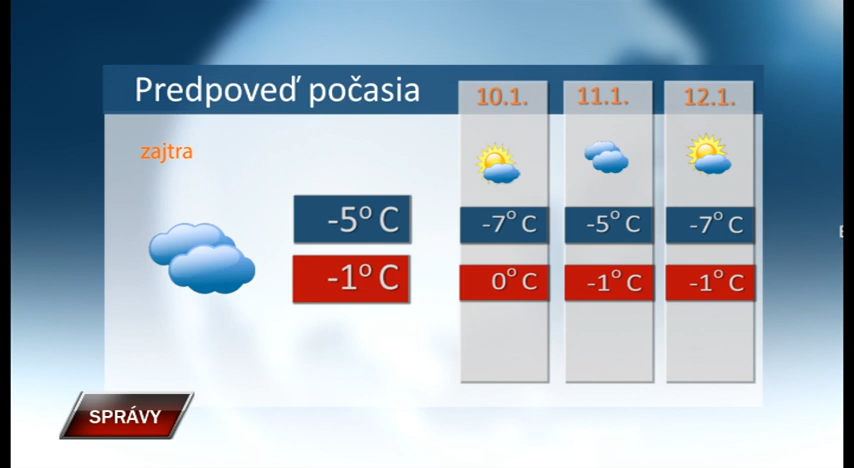 Predpoveď počasia
zajtra
-5° C
-1° C
10.1.
11.1.
12.1.
-7° C
-5° C
-7° C
0° C
-1° C
-1° C
SPRÁVY